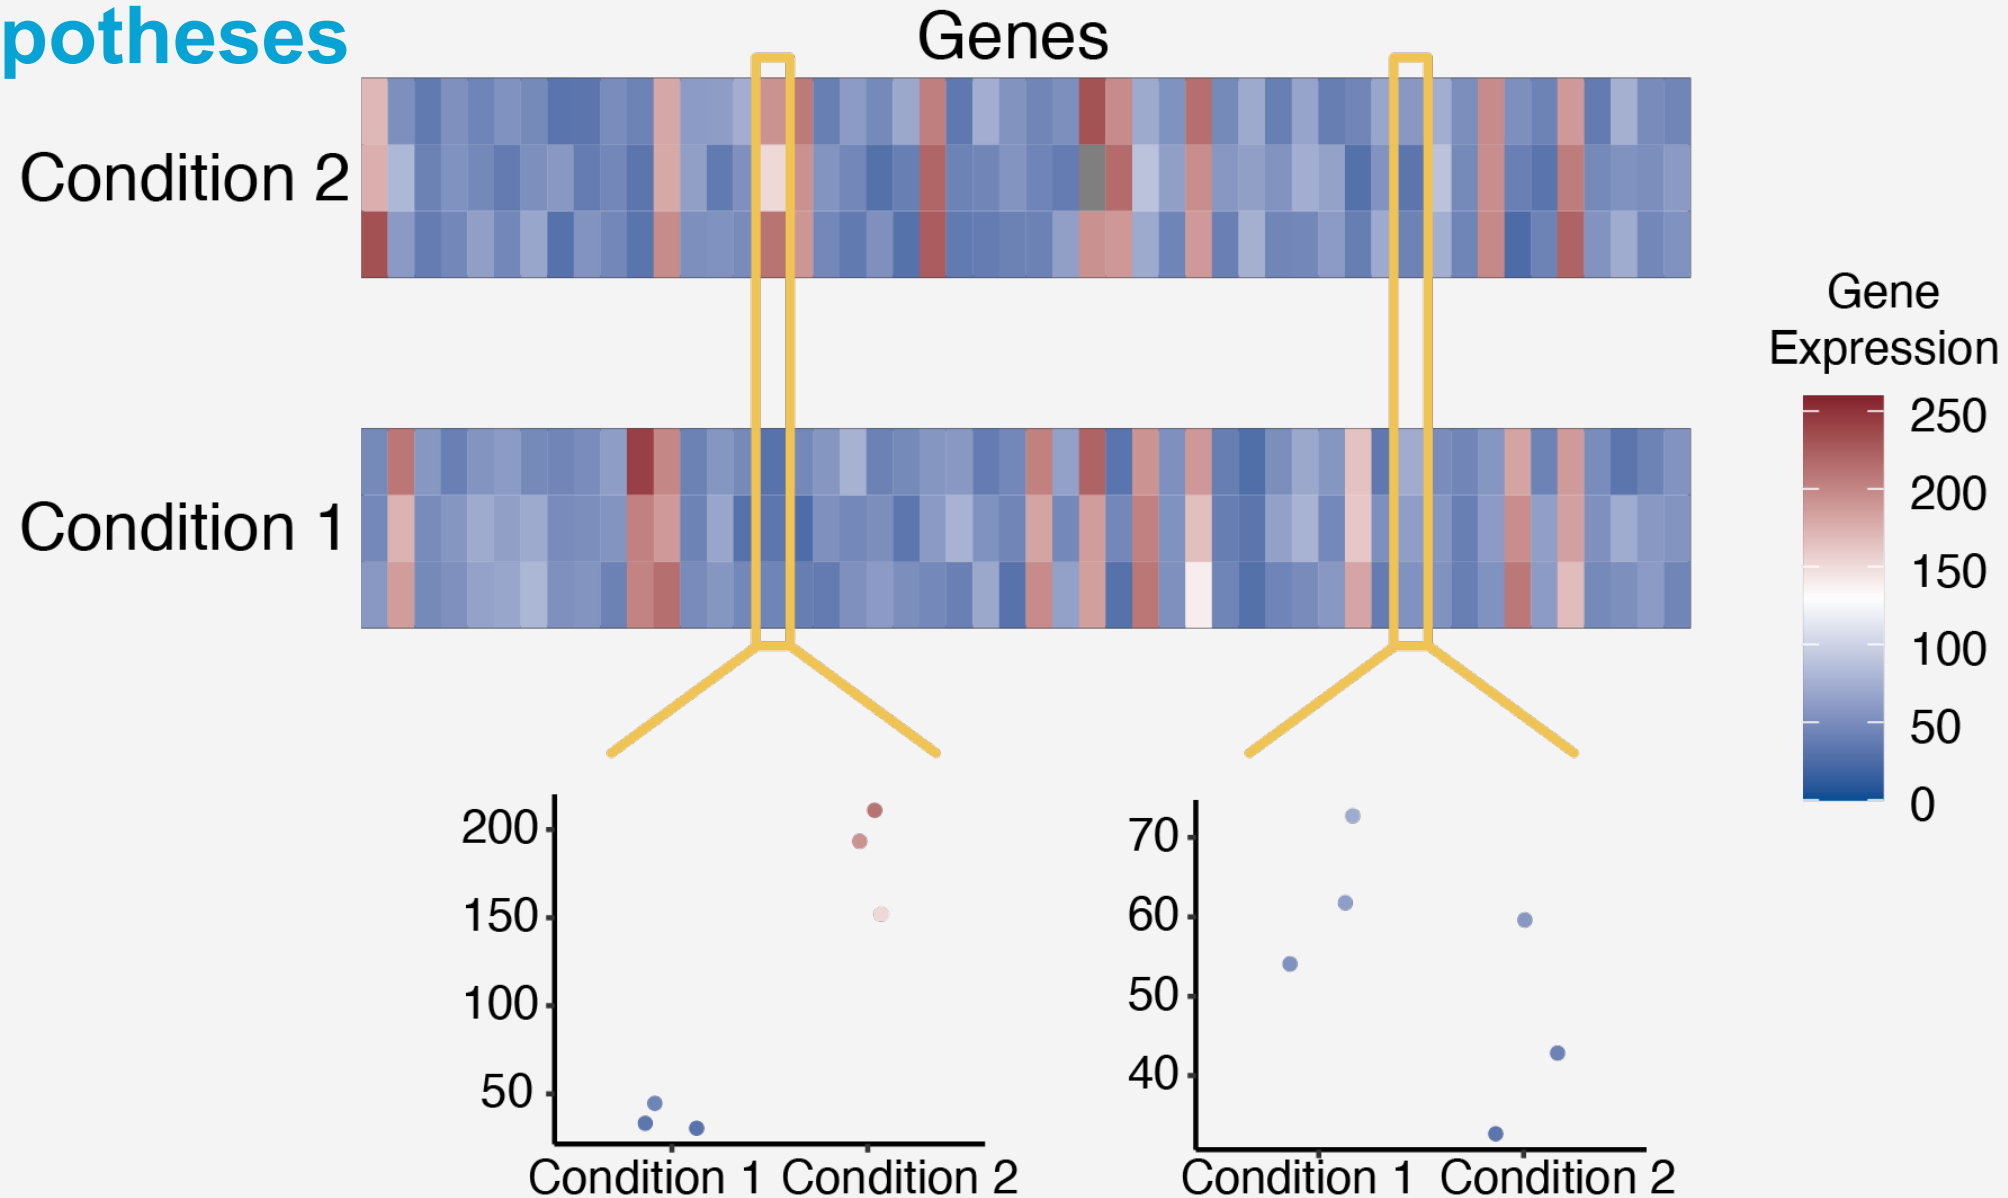 potheses
Genes
Condition 2
Condition 1
Gene
Expression
250
200
150
100
50
0
200
150
100
50
Condition 1 Condition 2
70
60
50
40
Condition 1 Condition 2